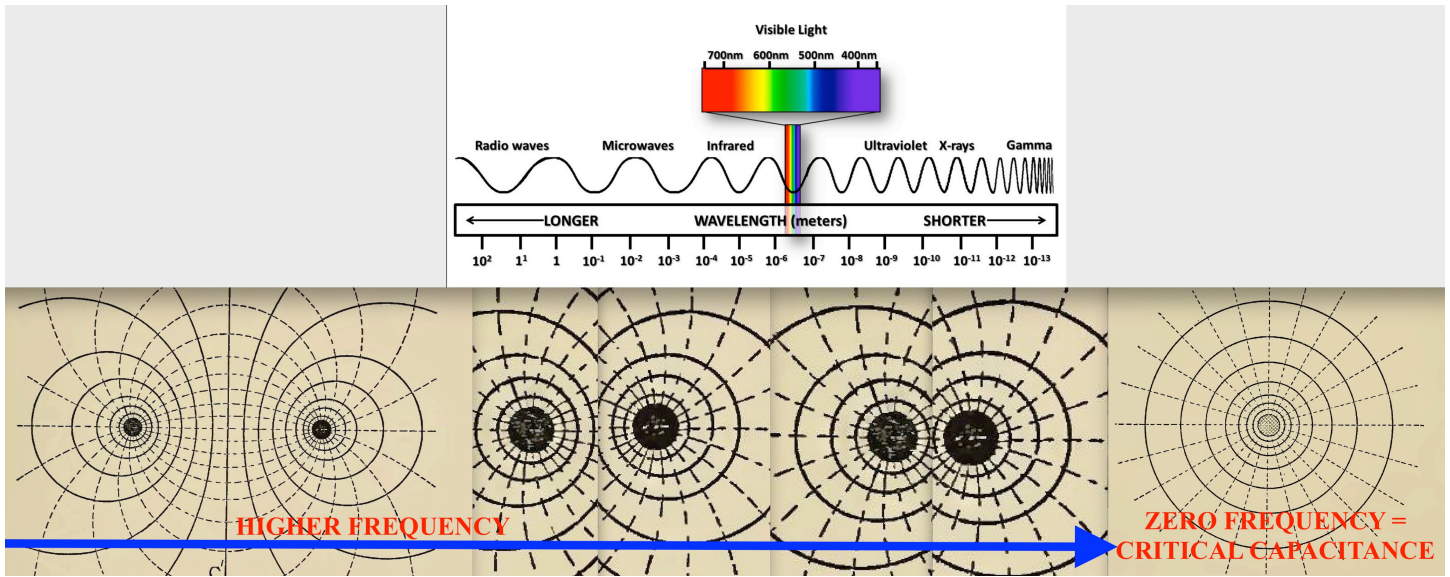 Visible Light
700nm 600nm 500nm 400nm
Radio waves Microwaves Infrared Ultraviolet X-rays Gamma
LONGER WAVELENGTH (meters) SHORTER
10² 1¹ 1 10⁻¹ 10⁻² 10⁻³ 10⁻⁴ 10⁻⁵ 10⁻⁶ 10⁻⁷ 10⁻⁸ 10⁻⁹ 10⁻¹⁰ 10⁻¹¹ 10⁻¹² 10⁻¹³
HIGHER FREQUENCY
ZERO FREQUENCY =
CRITICAL CAPACITANCE